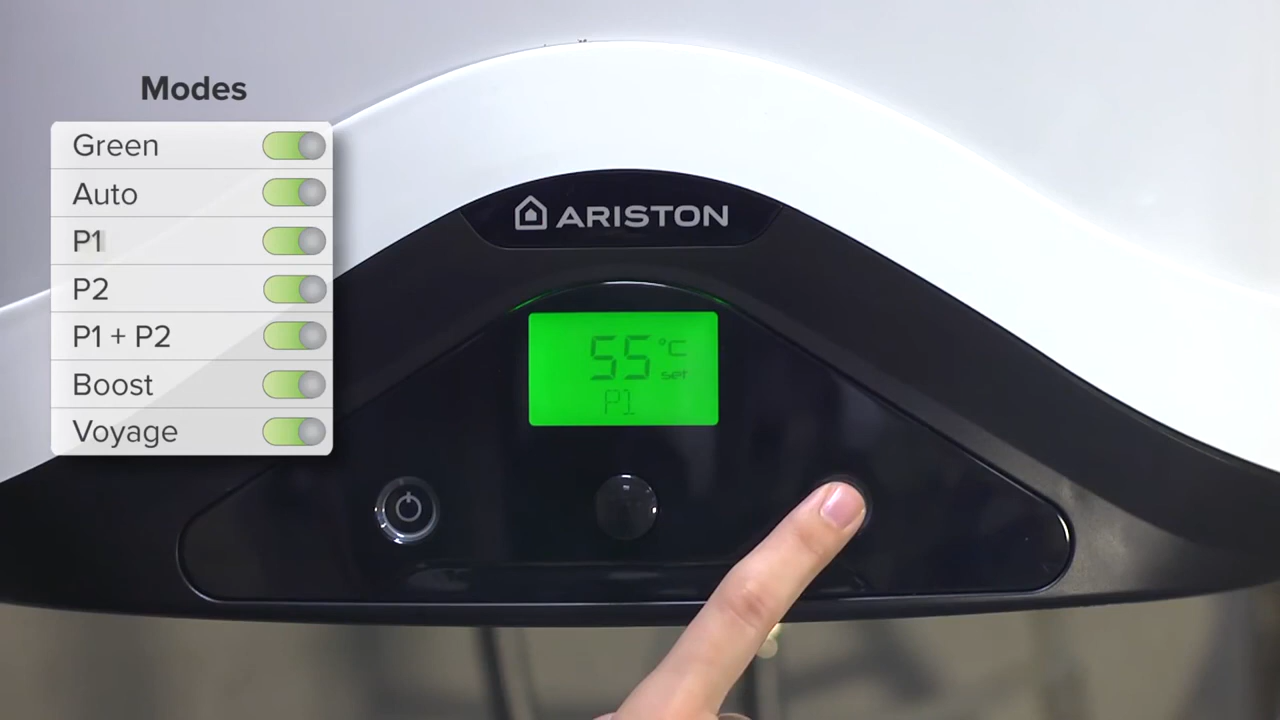 Modes
Green
Auto
P1
P2
P1 + P2
Boost
Voyage
ARISTON
55 °C
set
P1